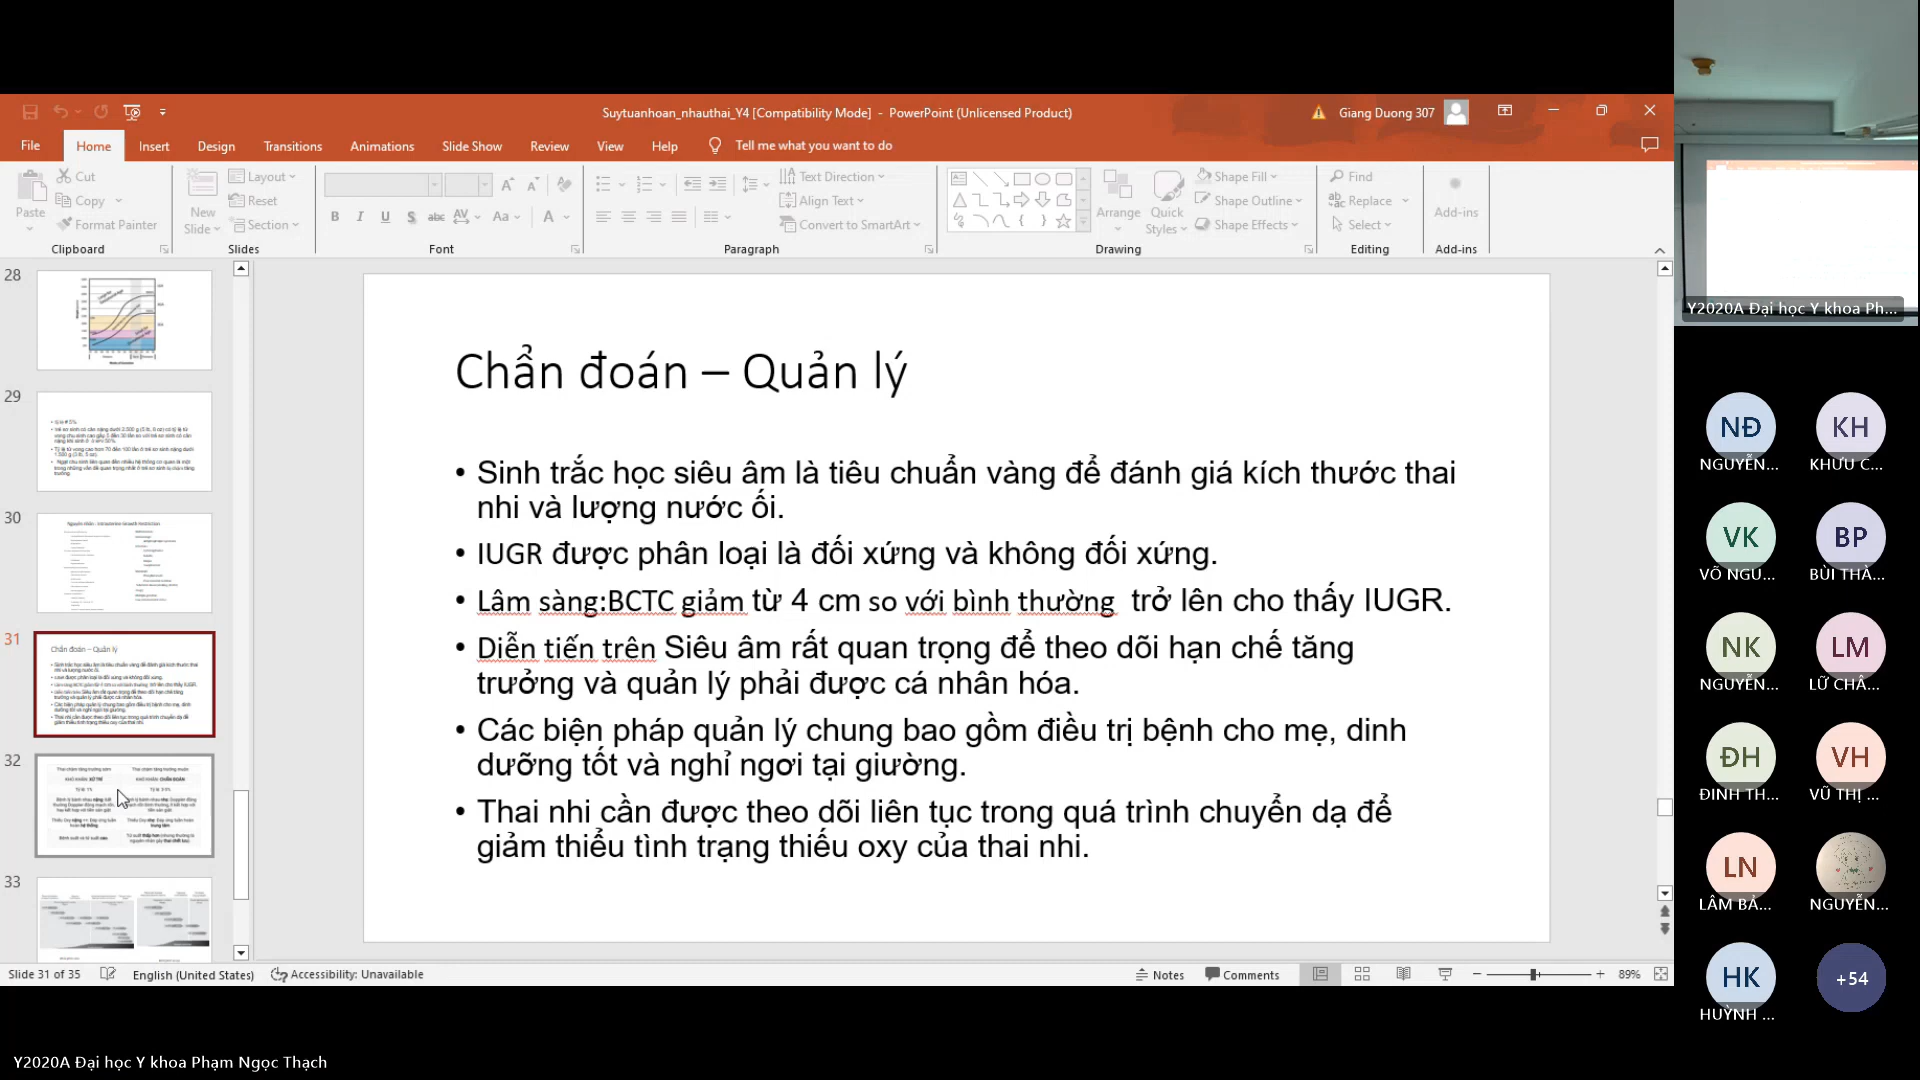 Suytuanhoan_nhauthai_Y4 [Compatibility Mode] - PowerPoint (Unlicensed Product)
Giang Duong 307
File Home Insert Design Transitions Animations Slide Show Review View Help Tell me what you want to do
Paste
Cut
Copy
Format Painter
Clipboard
New Slide
Layout
Reset
Section
Slides
B I U S abc AV Aa A
Font
Text Direction
Align Text
Convert to SmartArt
Paragraph
Arrange
Quick Styles
Shape Fill
Shape Outline
Shape Effects
Drawing
Find
Replace
Select
Editing
Add-ins
Add-ins
28
29
30
31
Chẩn đoán – Quản lý
32
33
Chẩn đoán – Quản lý
• Sinh trắc học siêu âm là tiêu chuẩn vàng để đánh giá kích thước thai
nhi và lượng nước ối.
• IUGR được phân loại là đối xứng và không đối xứng.
• Lâm sàng:BCTC giảm từ 4 cm so với bình thường trở lên cho thấy IUGR.
• Diễn tiến trên Siêu âm rất quan trọng để theo dõi hạn chế tăng
trưởng và quản lý phải được cá nhân hóa.
• Các biện pháp quản lý chung bao gồm điều trị bệnh cho mẹ, dinh
dưỡng tốt và nghỉ ngơi tại giường.
• Thai nhi cần được theo dõi liên tục trong quá trình chuyển dạ để
giảm thiểu tình trạng thiếu oxy của thai nhi.
Slide 31 of 35 English (United States) Accessibility: Unavailable Notes Comments 89%
Y2020A Đại học Y khoa Phạm Ngọc Thạch
Y2020A Đại học Y khoa Ph...
NĐ KH
NGUYỄN... KHƯU C...
VK BP
VÕ NGU... BÙI THÀ...
NK LM
NGUYỄN... LỮ CHÂ...
ĐH VH
ĐINH TH... VŨ THỊ ...
LN
LÂM BẢ... NGUYỄN...
HK +54
HUỲNH ...